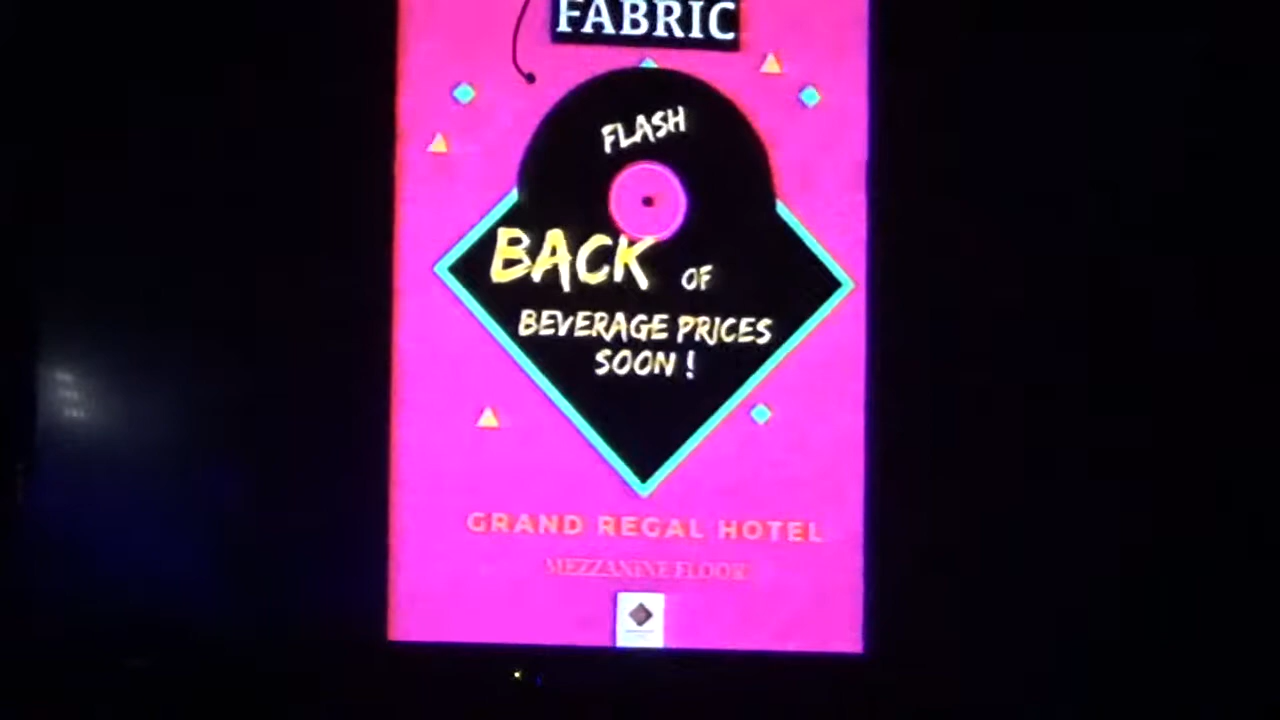 FABRIC
FLASH
BACK OF
BEVERAGE PRICES
SOON !
GRAND REGAL HOTEL
MEZZANINE FLOOR